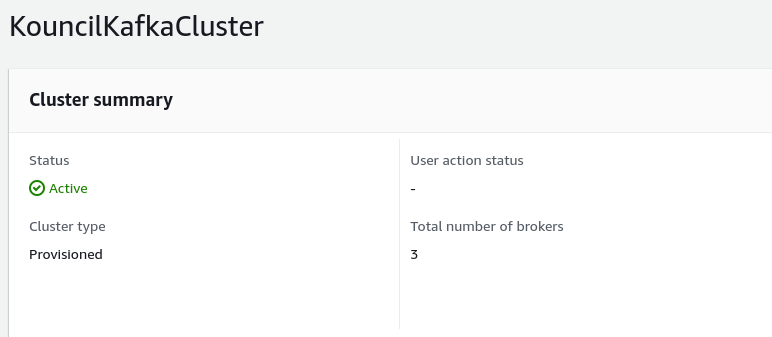 KouncilKafkaCluster
Cluster summary
Status
Active
Cluster type
Provisioned
User action status
-
Total number of brokers
3